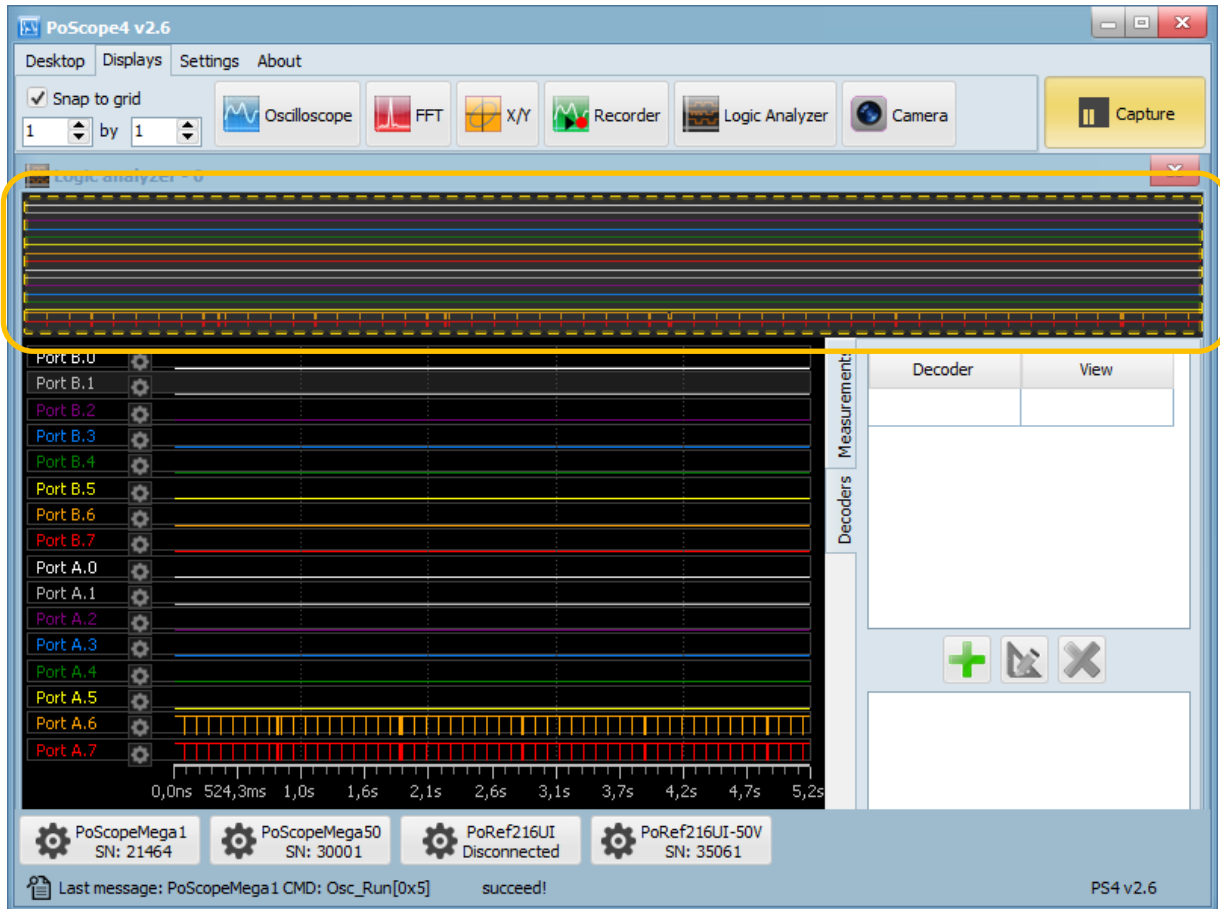 PoScope4 v2.6
Desktop Displays Settings About
Snap to grid
1 by 1
Oscilloscope FFT X/Y Recorder Logic Analyzer Camera Capture
Logic analyzer - 0
Port B.0
Port B.1
Port B.2
Port B.3
Port B.4
Port B.5
Port B.6
Port B.7
Port A.0
Port A.1
Port A.2
Port A.3
Port A.4
Port A.5
Port A.6
Port A.7
0,0ns 524,3ms 1,0s 1,6s 2,1s 2,6s 3,1s 3,7s 4,2s 4,7s 5,2s
Measurements
Decoders
Decoder View
PoScopeMega1
SN: 21464
PoScopeMega50
SN: 30001
PoRef216UI
Disconnected
PoRef216UI-50V
SN: 35061
Last message: PoScopeMega1 CMD: Osc_Run[0x5] succeed! PS4 v2.6